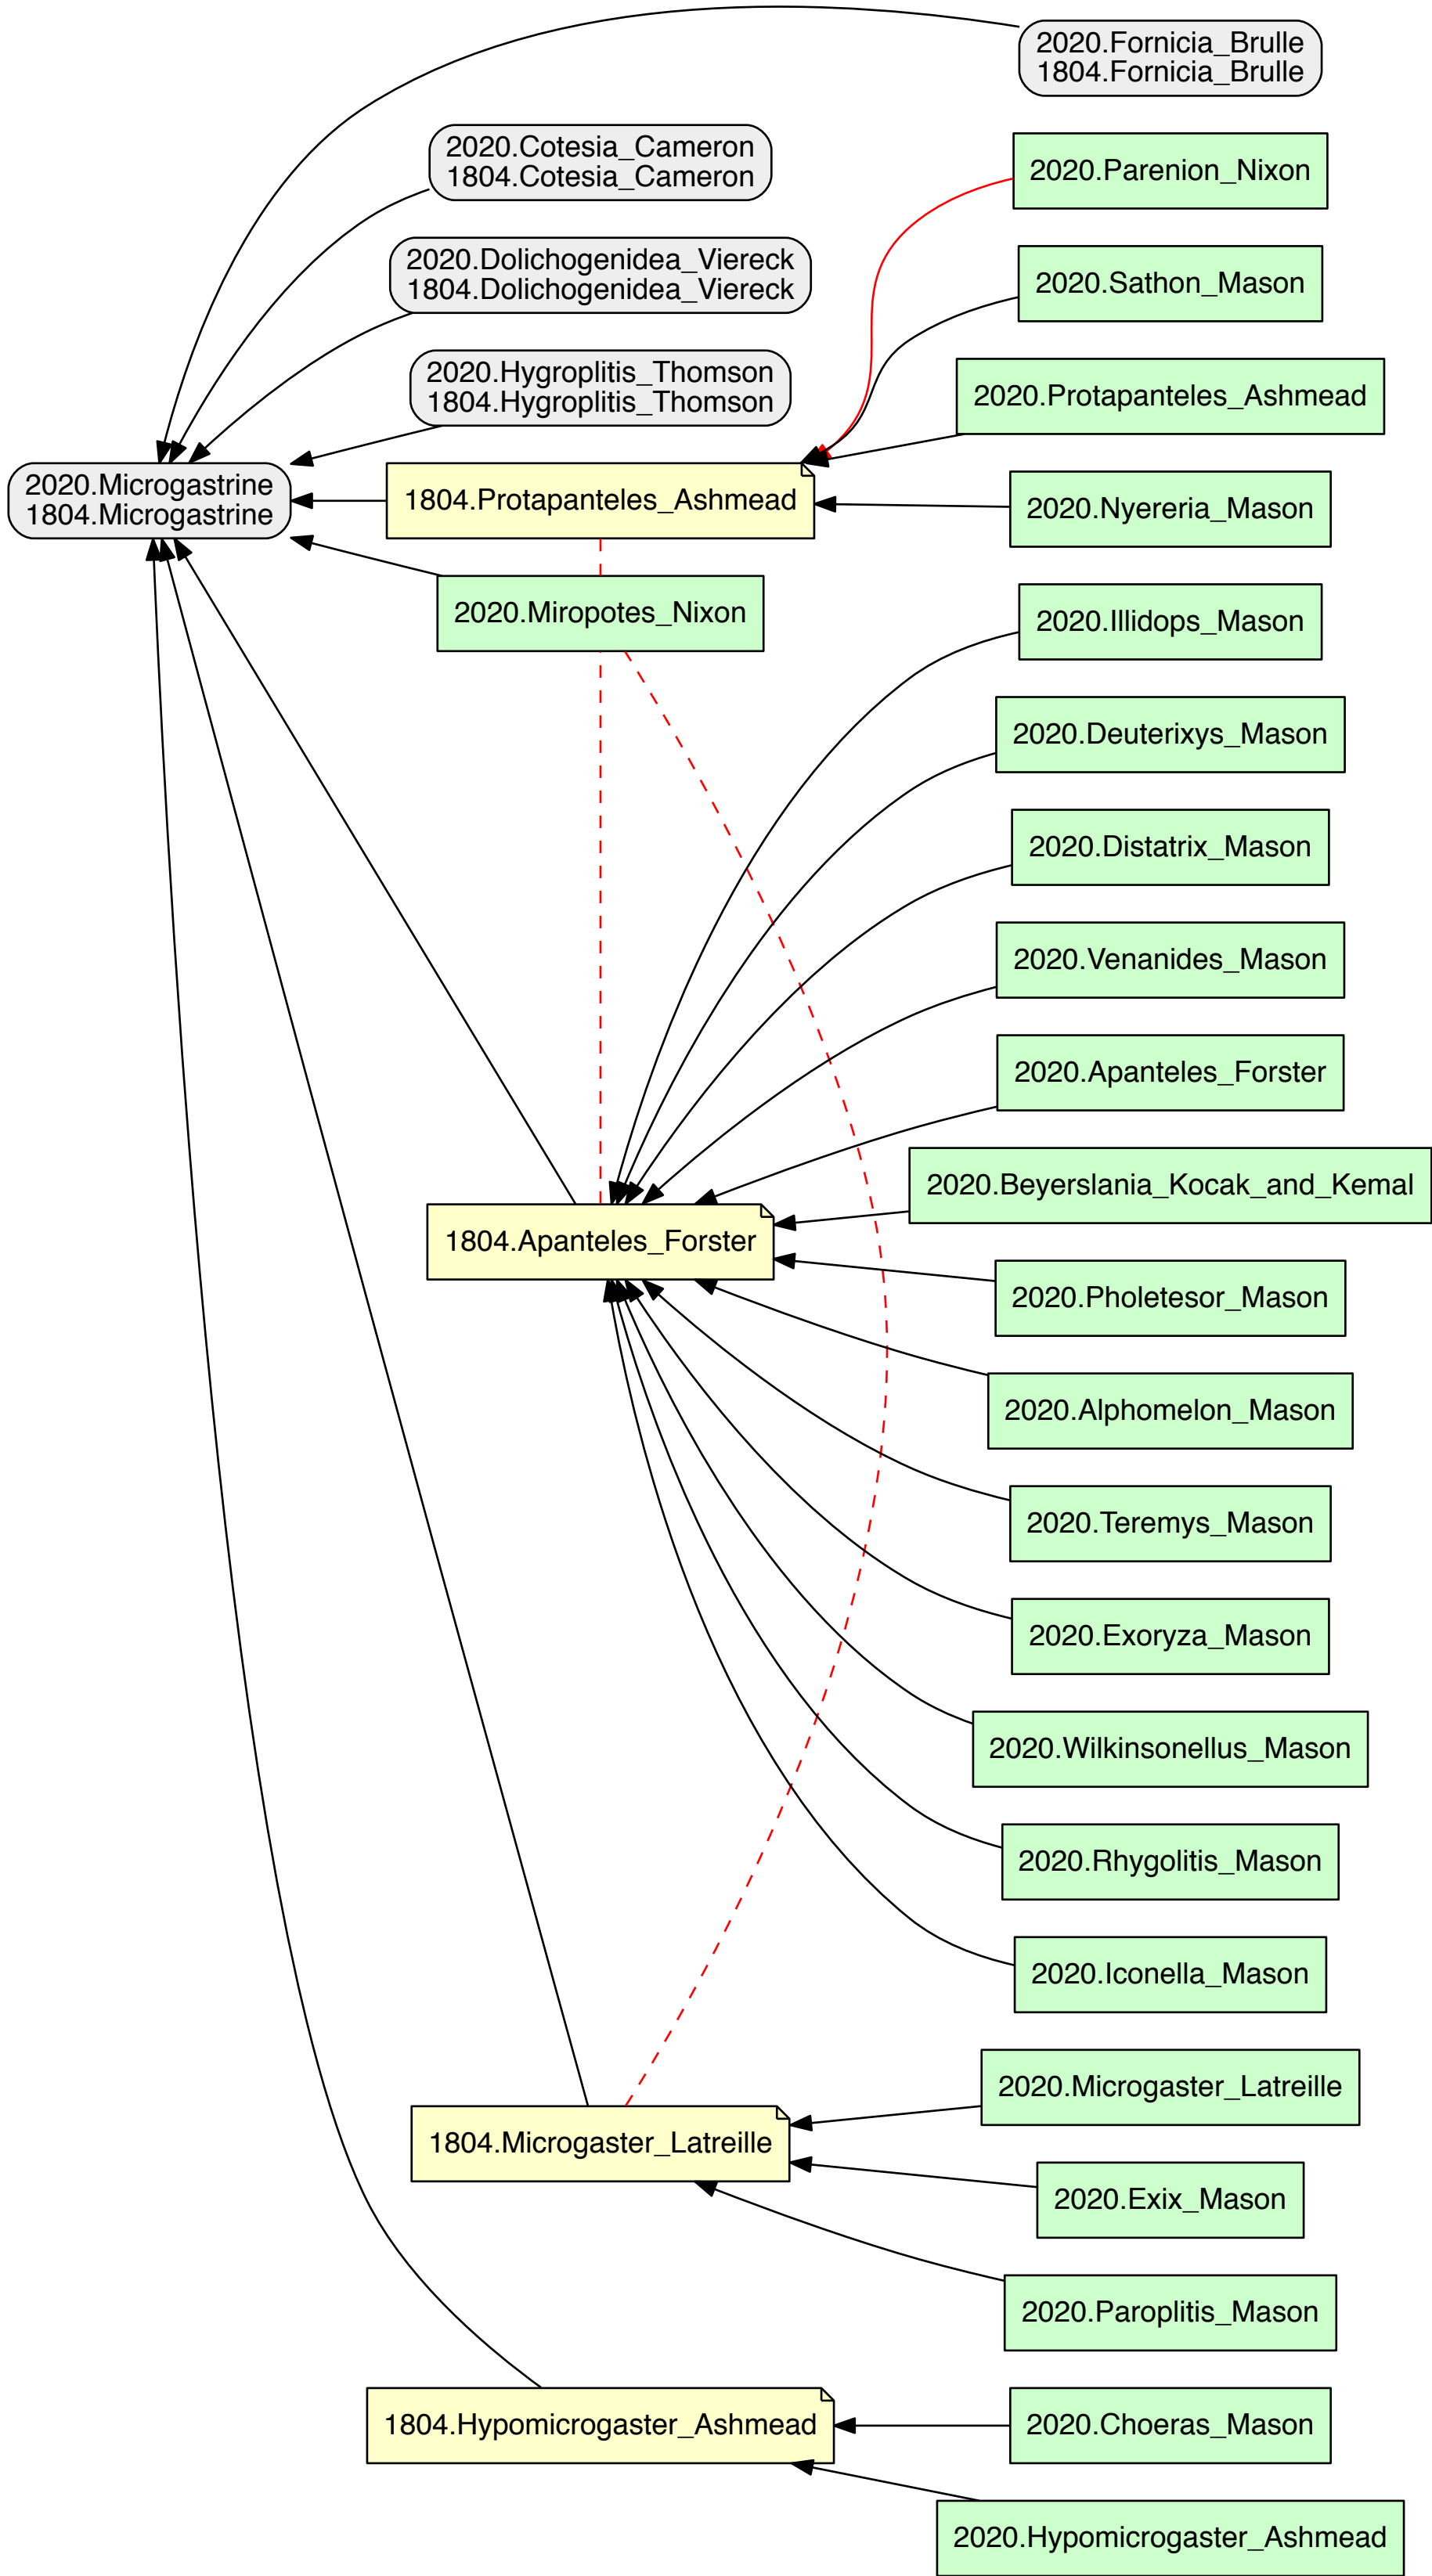 2020.Fornicia_Brulle
1804.Fornicia_Brulle
2020.Cotesia_Cameron
1804.Cotesia_Cameron
2020.Parenion_Nixon
2020.Dolichogenidea_Viereck
1804.Dolichogenidea_Viereck
2020.Sathon_Mason
2020.Hygroplitis_Thomson
1804.Hygroplitis_Thomson
2020.Protapanteles_Ashmead
2020.Microgastrine
1804.Microgastrine
1804.Protapanteles_Ashmead
2020.Nyereria_Mason
2020.Miropotes_Nixon
2020.Illidops_Mason
2020.Deuterixys_Mason
2020.Distatrix_Mason
2020.Venanides_Mason
2020.Apanteles_Forster
2020.Beyerslania_Kocak_and_Kemal
1804.Apanteles_Forster
2020.Pholetesor_Mason
2020.Alphomelon_Mason
2020.Teremys_Mason
2020.Exoryza_Mason
2020.Wilkinsonellus_Mason
2020.Rhygolitis_Mason
2020.Iconella_Mason
2020.Microgaster_Latreille
1804.Microgaster_Latreille
2020.Exix_Mason
2020.Paroplitis_Mason
1804.Hypomicrogaster_Ashmead
2020.Choeras_Mason
2020.Hypomicrogaster_Ashmead